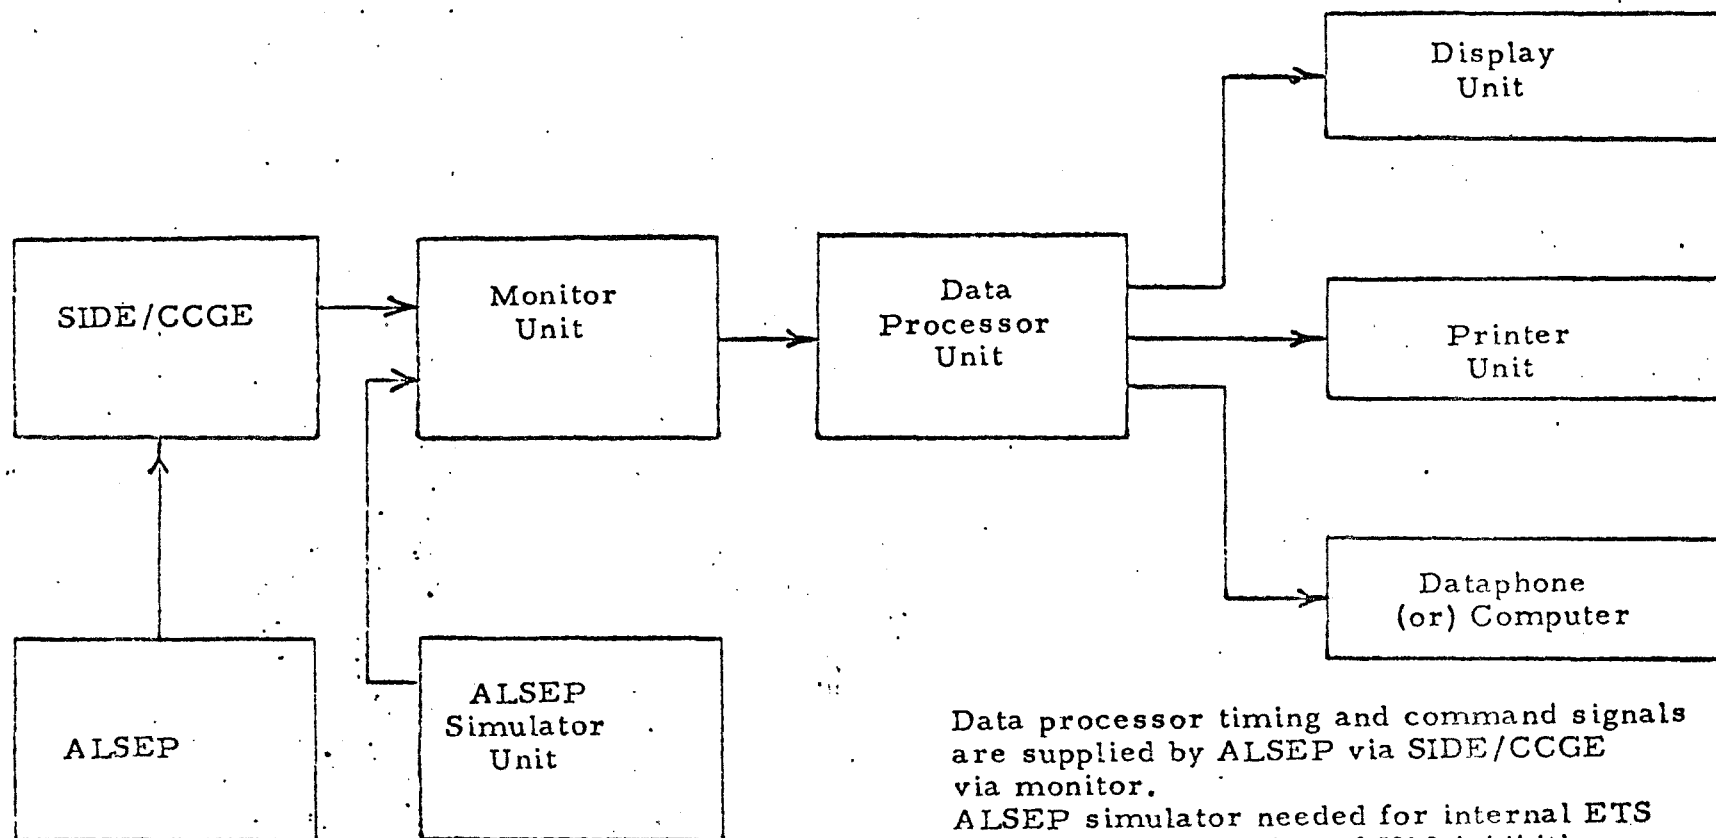 Display
Unit
SIDE/CCGE
Monitor
Unit
Data
Processor
Unit
Printer
Unit
Dataphone
(or) Computer
ALSEP
ALSEP
Simulator
Unit
Data processor timing and command signals
are supplied by ALSEP via SIDE/CCGE
via monitor.
ALSEP simulator needed for internal ETS